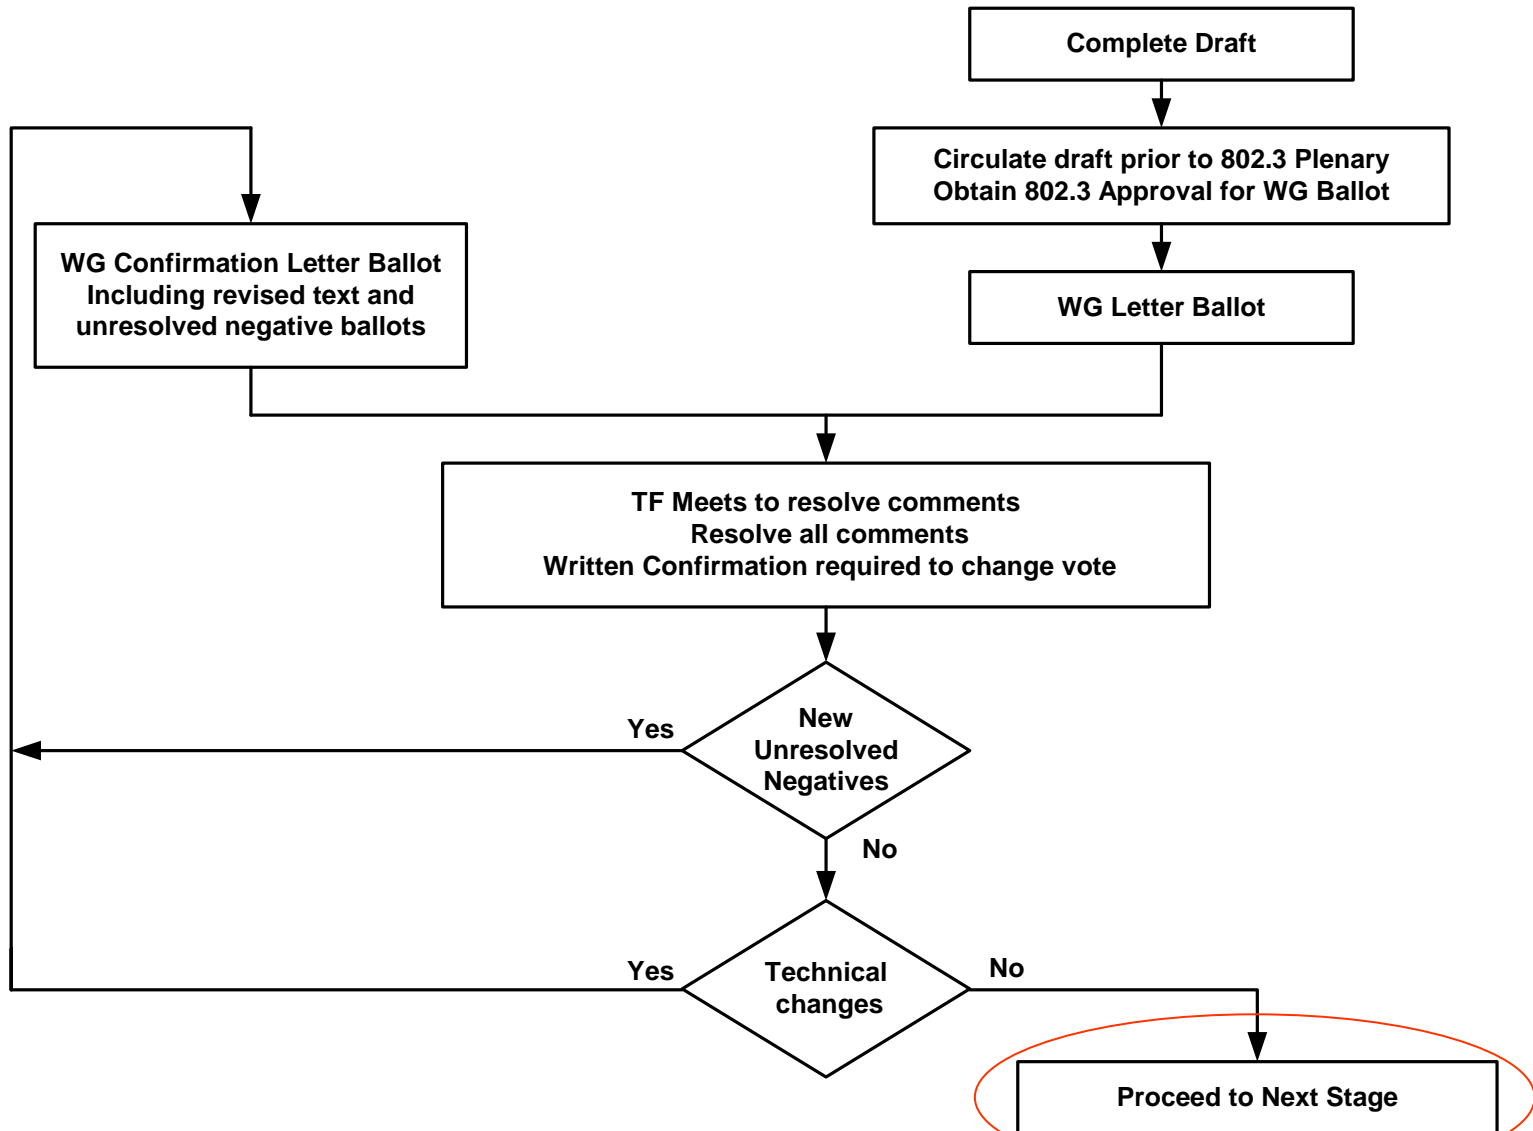 Complete Draft
Circulate draft prior to 802.3 Plenary
Obtain 802.3 Approval for WG Ballot
WG Confirmation Letter Ballot
Including revised text and
unresolved negative ballots
WG Letter Ballot
TF Meets to resolve comments
Resolve all comments
Written Confirmation required to change vote
Yes
New
Unresolved
Negatives
No
Yes
Technical
changes
No
Proceed to Next Stage